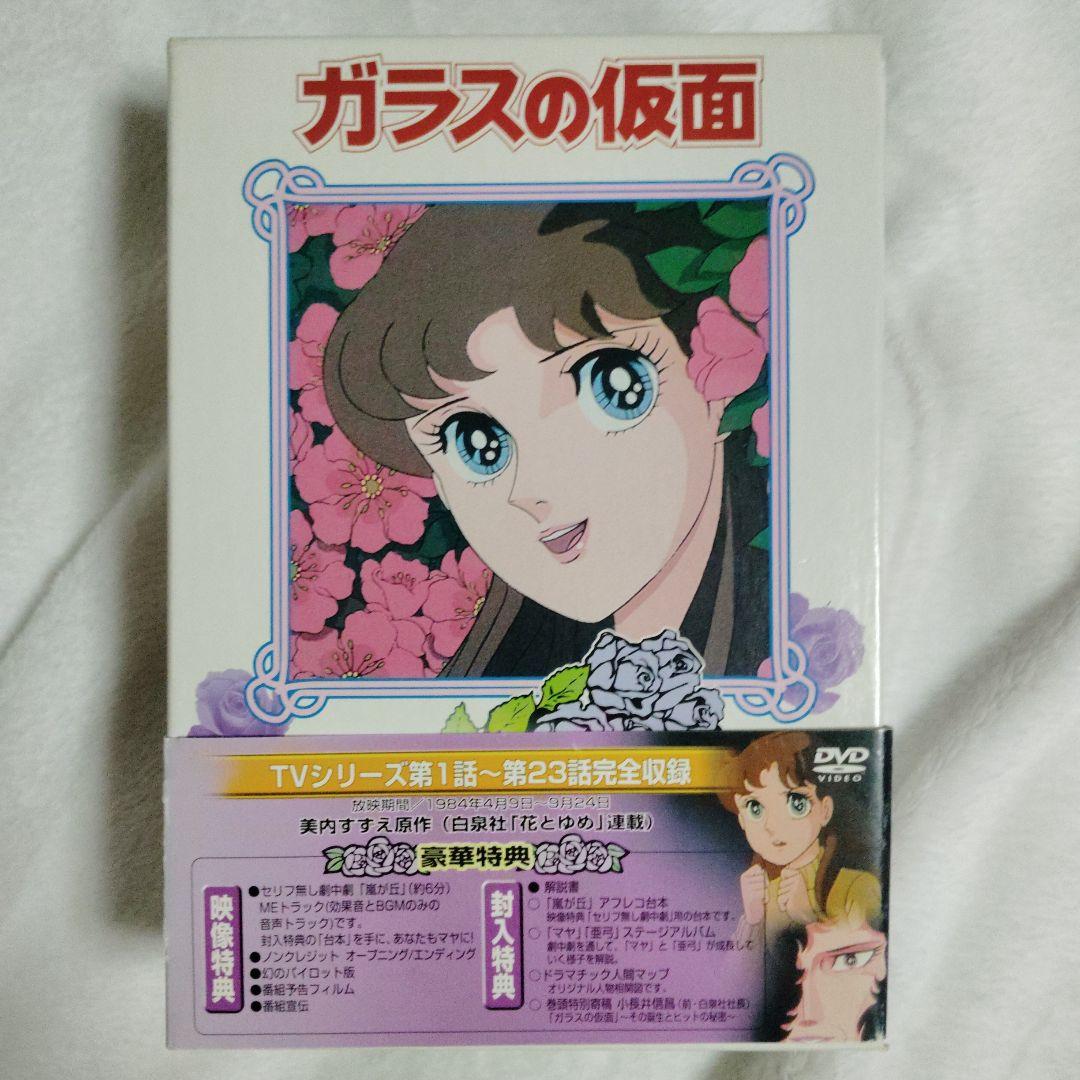 ガラスの仮面
TVシリーズ第1話～第23話完全収録
DVD
VIDEO
放映期間／1984年4月9日～9月24日
美内すずえ原作（白泉社「花とゆめ」連載）
豪華特典
映像特典
●セリフ無し劇中劇「嵐が丘」（約6分）
MEトラック(効果音とBGMのみの
音声トラック)です。
封入特典の「台本」を手に、あなたもマヤに!
●ノンクレジット オープニング/エンディング
●幻のパイロット版
●番組予告フィルム
●番組宣伝
封入特典
● 解説書
○「嵐が丘」アフレコ台本
映像特典「セリフ無し劇中劇」用の台本です。
○「マヤ」「亜弓」ステージアルバム
劇中劇を通して、「マヤ」と「亜弓」が成長して
いく様子を解説。
○ドラマチック人間マップ
オリジナル人物相関図です。
○ 巻頭特別寄稿 小長井信昌（前・白泉社社長）
「ガラスの仮面」～その誕生とヒットの秘密～